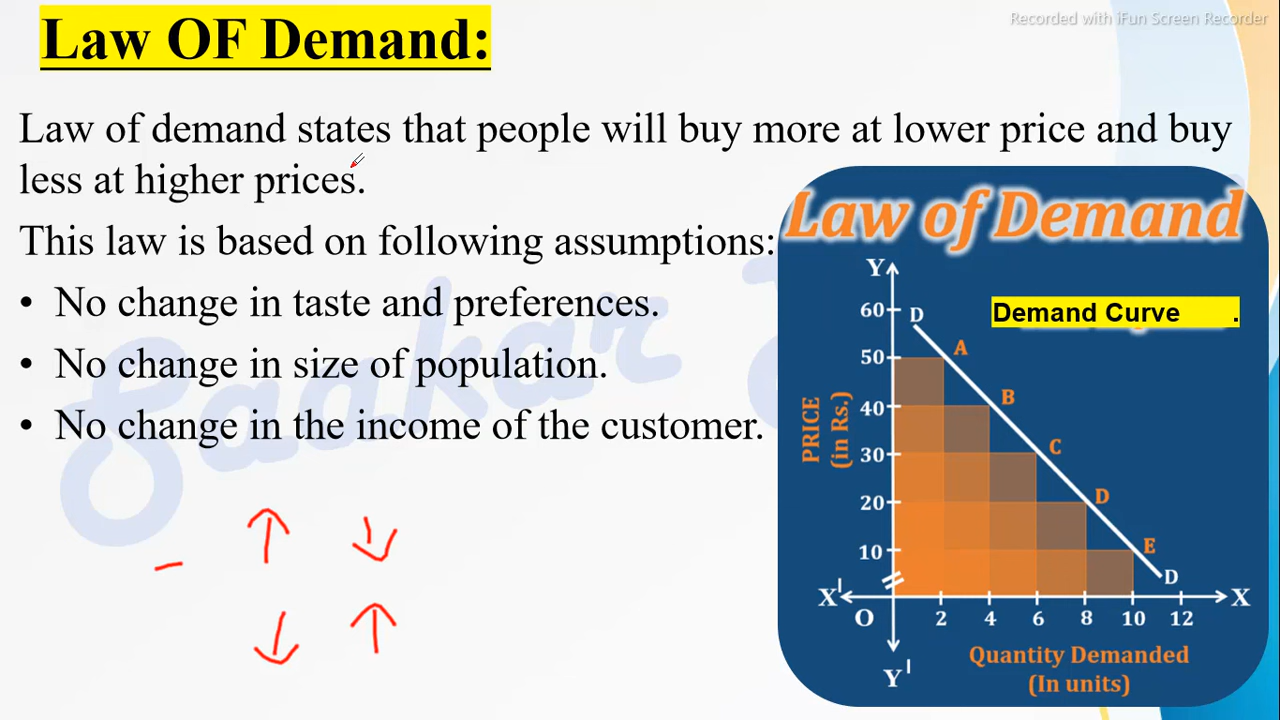 Recorded with iFun Screen Recorder
Law OF Demand:
Law of demand states that people will buy more at lower price and buy
less at higher prices.
This law is based on following assumptions:
• No change in taste and preferences.
• No change in size of population.
• No change in the income of the customer.
Saakar
Law of Demand
Demand Curve .
Y
60
50
40
30
20
10
PRICE
(in Rs.)
D
A
B
C
D
E
D
X'
O
2
4
6
8
10
12
X
Y'
Quantity Demanded
(In units)